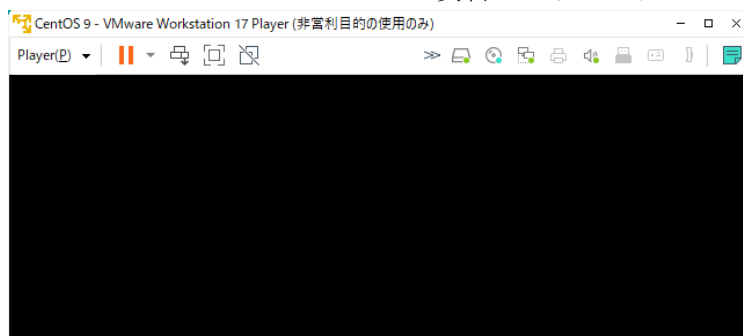 CentOS 9 - VMware Workstation 17 Player (非営利目的の使用のみ)
Player(P)